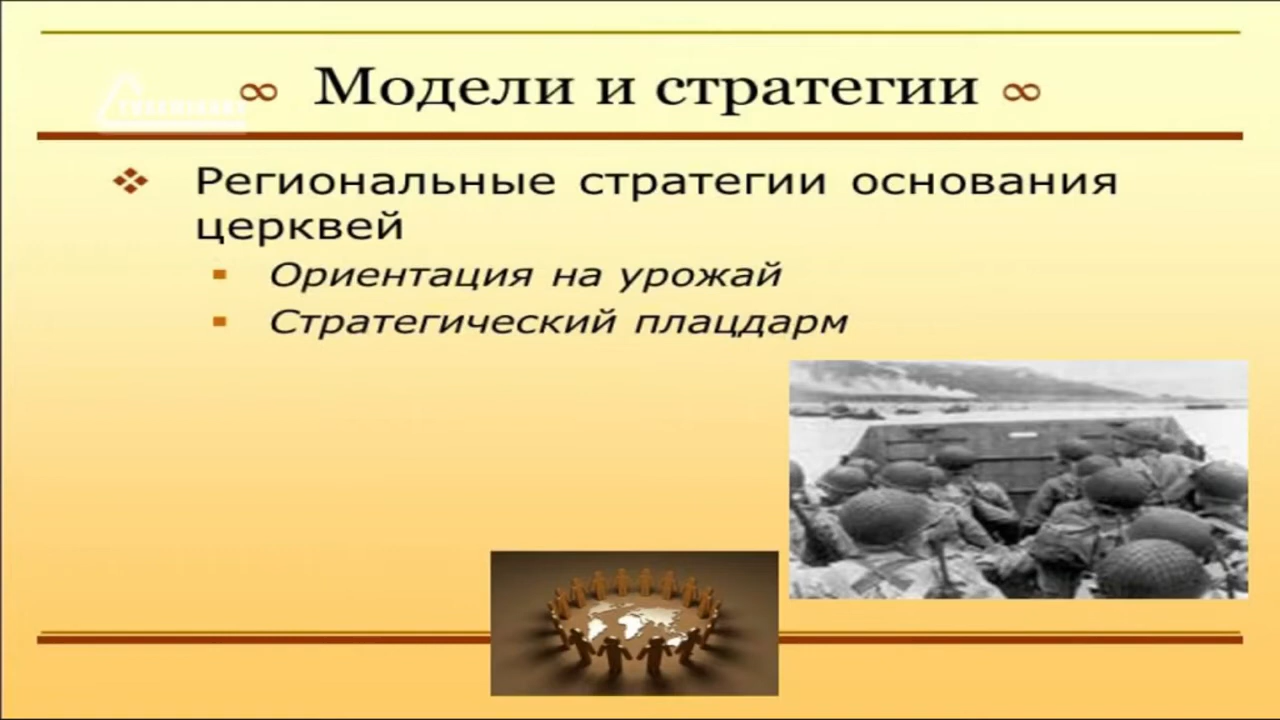 ∞ Модели и стратегии ∞
Региональные стратегии основания
церквей
Ориентация на урожай
Стратегический плацдарм